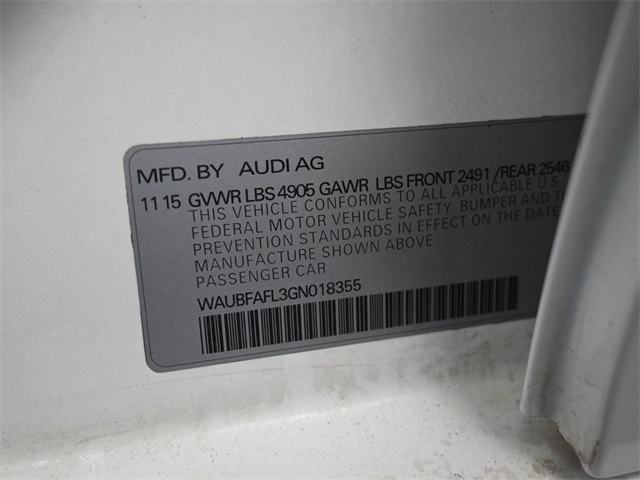 MFD. BY AUDI AG
11 15 GVWR LBS 4905 GAWR LBS FRONT 2491 /REAR 2546
THIS VEHICLE CONFORMS TO ALL APPLICABLE U S
FEDERAL MOTOR VEHICLE SAFETY, BUMPER AND
PREVENTION STANDARDS IN EFFECT ON THE DATE
MANUFACTURE SHOWN ABOVE
PASSENGER CAR
WAUBFAFL3GN018355